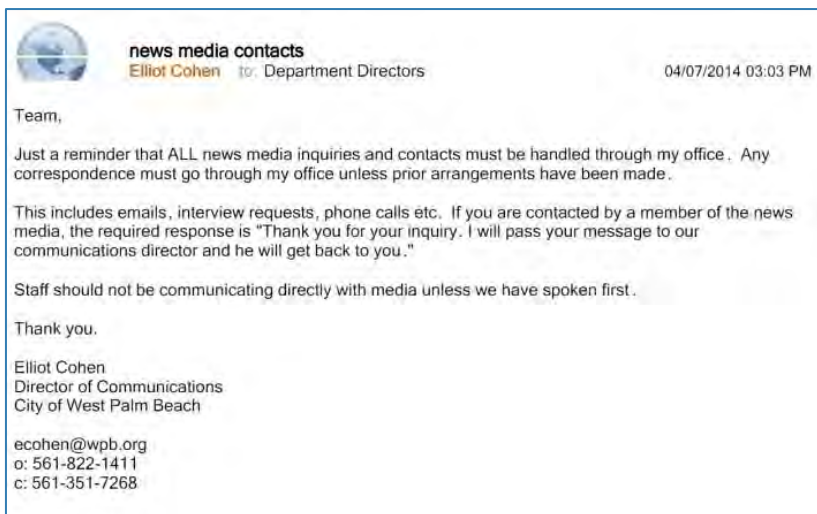 news media contacts
Elliot Cohen to: Department Directors 04/07/2014 03:03 PM
Team,
Just a reminder that ALL news media inquiries and contacts must be handled through my office. Any
correspondence must go through my office unless prior arrangements have been made.
This includes emails, interview requests, phone calls etc. If you are contacted by a member of the news
media, the required response is "Thank you for your inquiry. I will pass your message to our
communications director and he will get back to you."
Staff should not be communicating directly with media unless we have spoken first.
Thank you.
Elliot Cohen
Director of Communications
City of West Palm Beach
ecohen@wpb.org
o: 561-822-1411
c: 561-351-7268